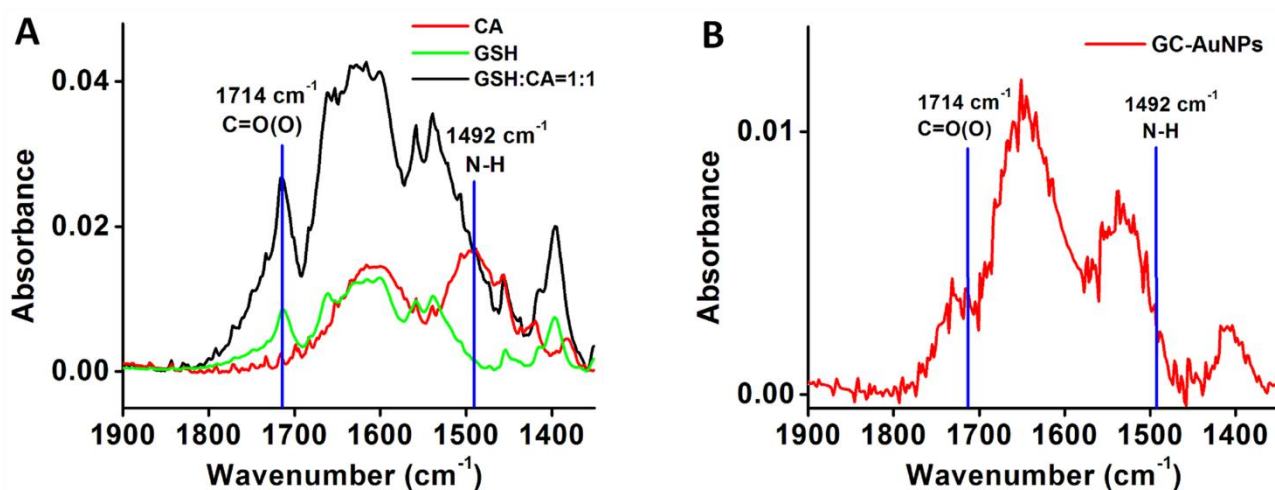 A
CA
GSH
GSH:CA=1:1
1714 cm⁻¹
C=O(O)
1492 cm⁻¹
N-H
0.04
0.02
0.00
Absorbance
1900 1800 1700 1600 1500 1400
Wavenumber (cm⁻¹)
B
GC-AuNPs
1714 cm⁻¹
C=O(O)
1492 cm⁻¹
N-H
0.01
0.00
Absorbance
1900 1800 1700 1600 1500 1400
Wavenumber (cm⁻¹)